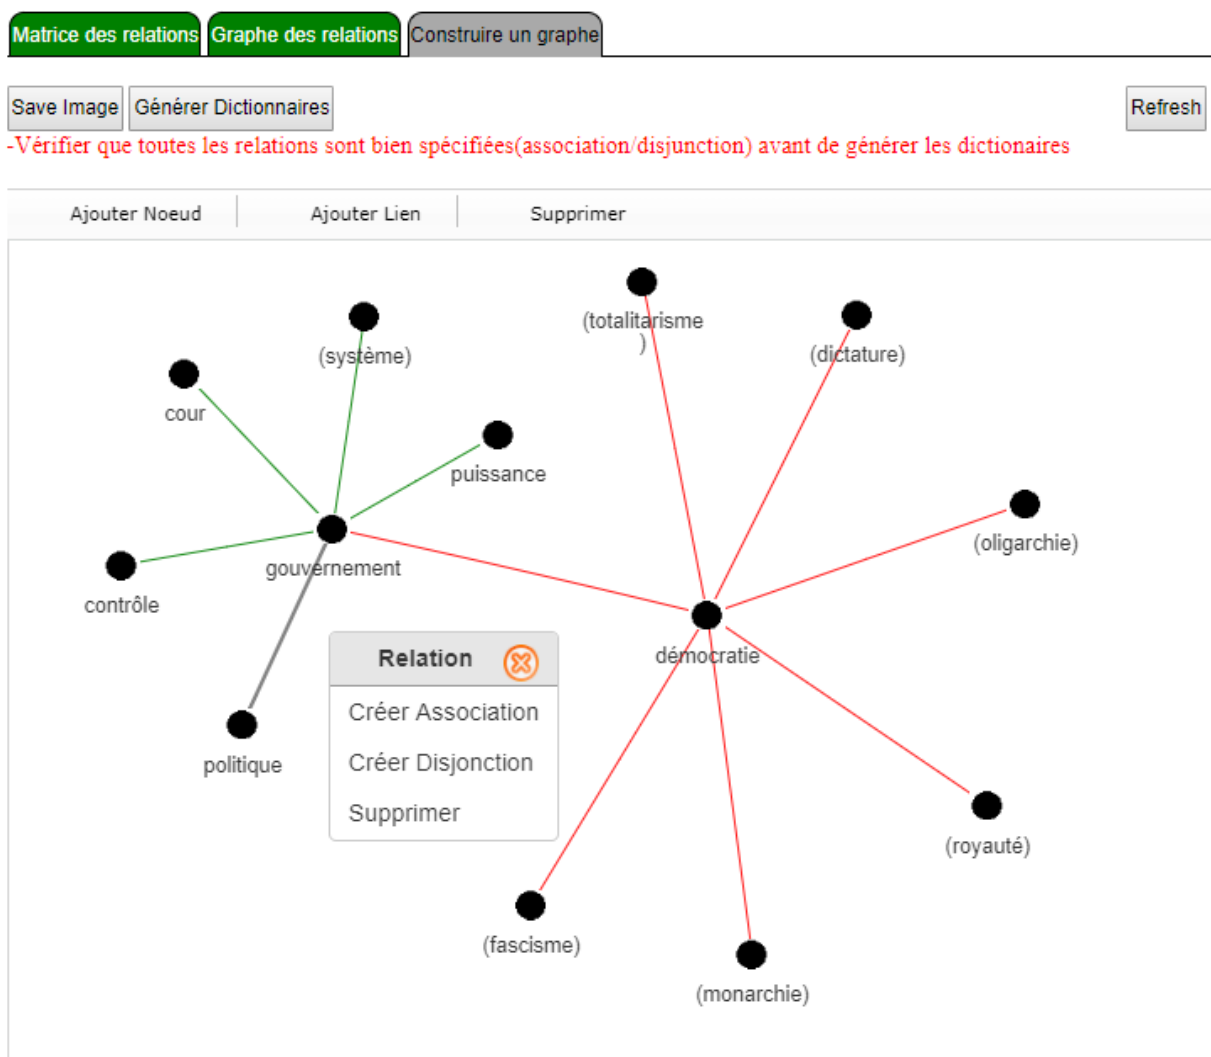 Matrice des relations Graphe des relations Construire un graphe
Save Image Générer Dictionnaires Refresh
-Vérifier que toutes les relations sont bien spécifiées(association/disjunction) avant de générer les dictionaires
Ajouter Noeud Ajouter Lien Supprimer
(totalitarisme
)
(système)
(dictature)
cour
puissance
(oligarchie)
gouvernement
contrôle
démocratie
Relation
Créer Association
Créer Disjonction
Supprimer
politique
(royauté)
(fascisme)
(monarchie)